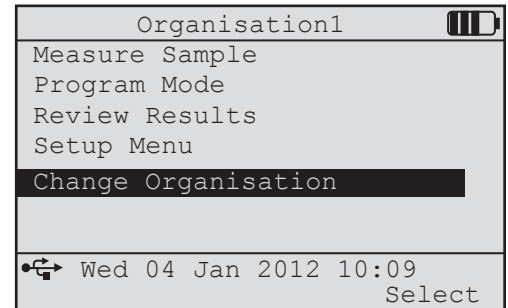 Organisation1
Measure Sample
Program Mode
Review Results
Setup Menu
Change Organisation
Wed 04 Jan 2012 10:09
Select